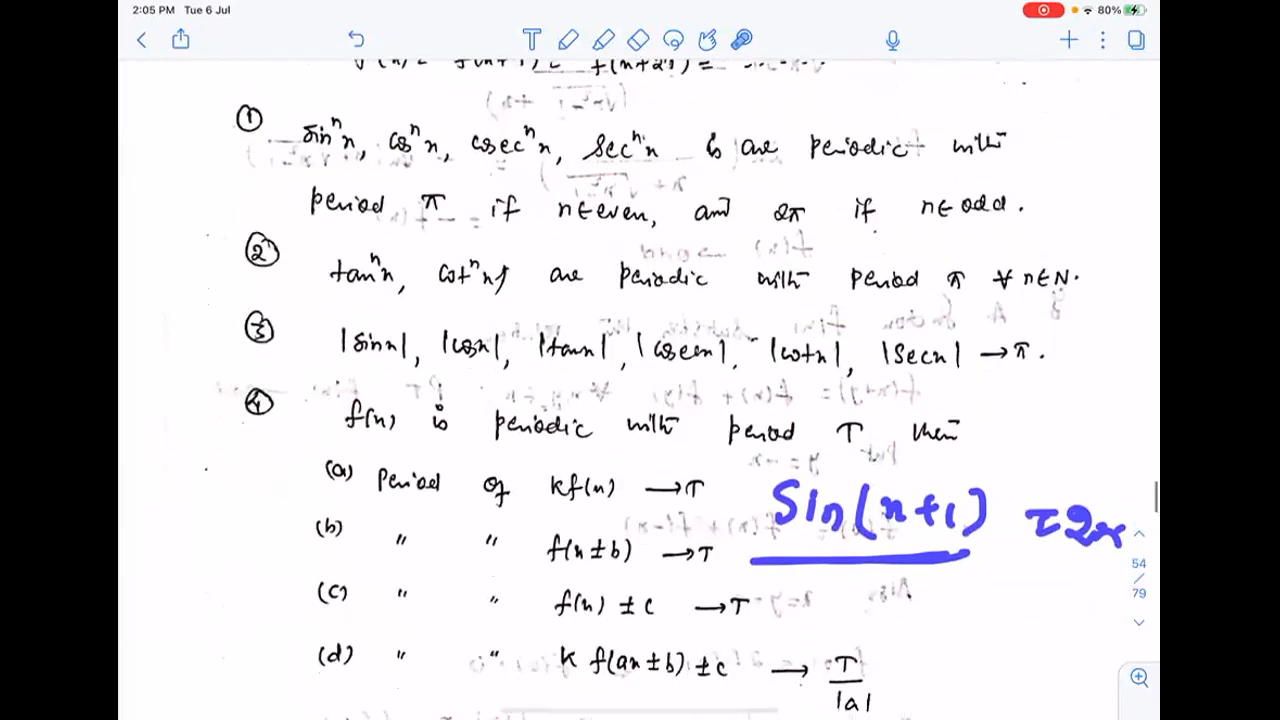 2:05 PM Tue 6 Jul
80%
①
sinⁿx, cosⁿx, cosecⁿx, secⁿx is are periodic with
period π if n∈even, and 2π if n∈odd.
②
tanⁿx, cotⁿx are periodic with period π ∀ n∈N.
③
|sinx|, |cosx|, |tanx|, |cosecx|, |cotx|, |secx| → π.
④
f(x) is periodic with period T then
(a) Period of kf(x) → T
Sin(x+1)
(b) " " f(x ± b) → T
54
/
79
(c) " " f(x) ± c → T
(d) " " k f(ax ± b) ± c → T
|a|